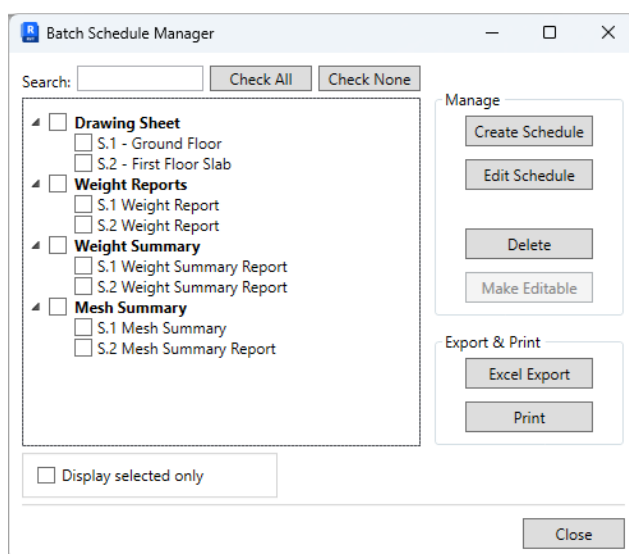 Batch Schedule Manager
Search:
Check All
Check None
Drawing Sheet
S.1 - Ground Floor
S.2 - First Floor Slab
Weight Reports
S.1 Weight Report
S.2 Weight Report
Weight Summary
S.1 Weight Summary Report
S.2 Weight Summary Report
Mesh Summary
S.1 Mesh Summary
S.2 Mesh Summary Report
Display selected only
Manage
Create Schedule
Edit Schedule
Delete
Make Editable
Export & Print
Excel Export
Print
Close